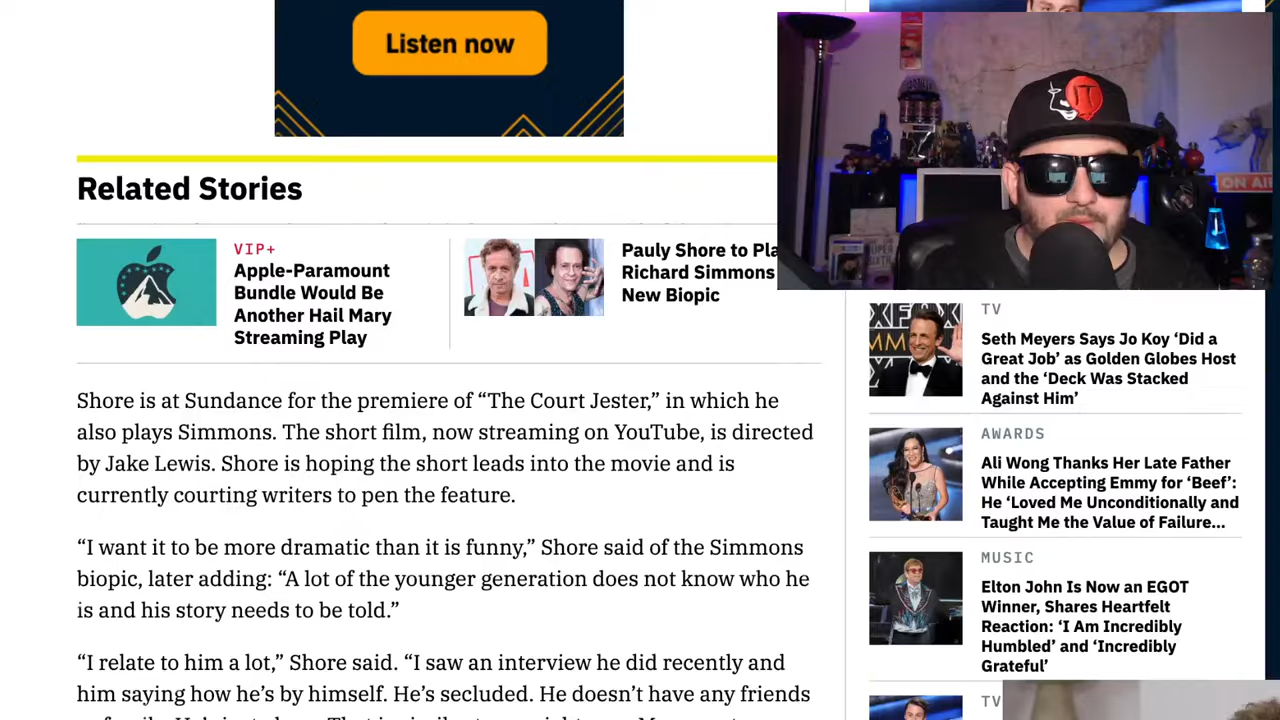 Listen now
Related Stories
VIP+
Apple-Paramount
Bundle Would Be
Another Hail Mary
Streaming Play
Pauly Shore to Pla
Richard Simmons
New Biopic
Shore is at Sundance for the premiere of “The Court Jester,” in which he
also plays Simmons. The short film, now streaming on YouTube, is directed
by Jake Lewis. Shore is hoping the short leads into the movie and is
currently courting writers to pen the feature.
“I want it to be more dramatic than it is funny,” Shore said of the Simmons
biopic, later adding: “A lot of the younger generation does not know who he
is and his story needs to be told.”
“I relate to him a lot,” Shore said. “I saw an interview he did recently and
him saying how he’s by himself. He’s secluded. He doesn’t have any friends
ON AI
TV
Seth Meyers Says Jo Koy ‘Did a
Great Job’ as Golden Globes Host
and the ‘Deck Was Stacked
Against Him’
AWARDS
Ali Wong Thanks Her Late Father
While Accepting Emmy for ‘Beef’:
He ‘Loved Me Unconditionally and
Taught Me the Value of Failure...
MUSIC
Elton John Is Now an EGOT
Winner, Shares Heartfelt
Reaction: ‘I Am Incredibly
Humbled’ and ‘Incredibly
Grateful’
TV